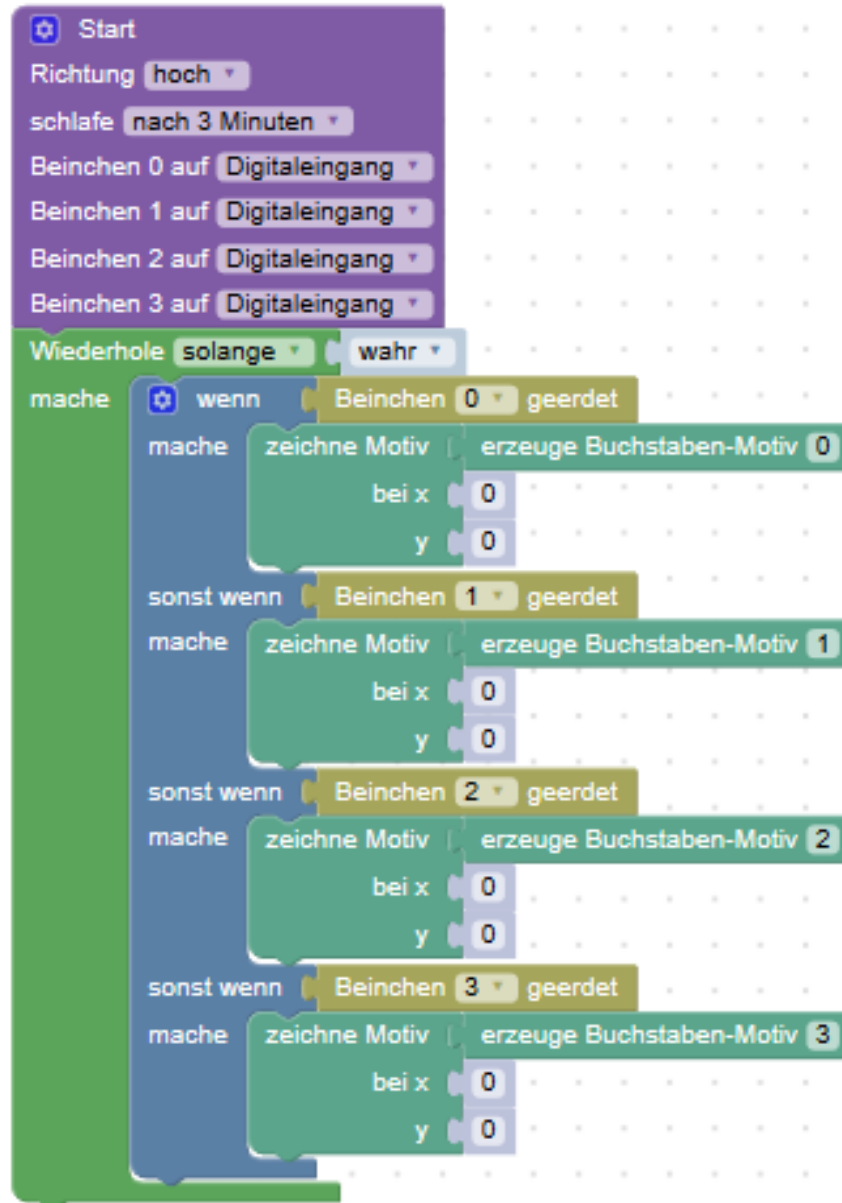 Start
Richtung hoch
schlafe nach 3 Minuten
Beinchen 0 auf Digitaleingang
Beinchen 1 auf Digitaleingang
Beinchen 2 auf Digitaleingang
Beinchen 3 auf Digitaleingang
Wiederhole solange wahr
mache wenn Beinchen 0 geerdet
mache zeichne Motiv erzeuge Buchstaben-Motiv 0
bei x 0
y 0
sonst wenn Beinchen 1 geerdet
mache zeichne Motiv erzeuge Buchstaben-Motiv 1
bei x 0
y 0
sonst wenn Beinchen 2 geerdet
mache zeichne Motiv erzeuge Buchstaben-Motiv 2
bei x 0
y 0
sonst wenn Beinchen 3 geerdet
mache zeichne Motiv erzeuge Buchstaben-Motiv 3
bei x 0
y 0